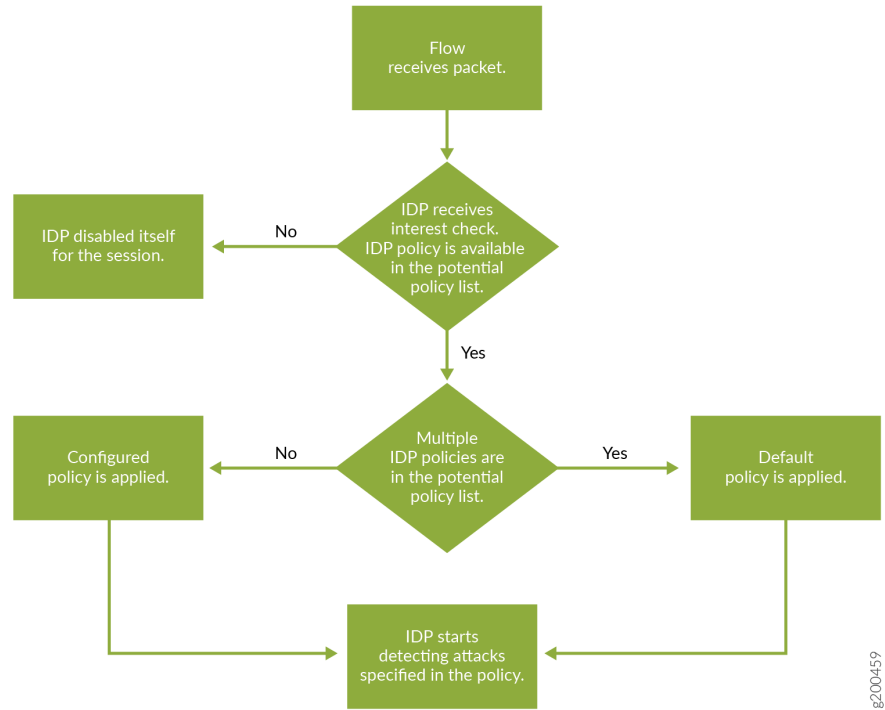 Flow
receives packet.
IDP receives
interest check.
IDP policy is available
in the potential
policy list.
No
IDP disabled itself
for the session.
Yes
Multiple
IDP policies are
in the potential
policy list.
No
Configured
policy is applied.
Yes
Default
policy is applied.
IDP starts
detecting attacks
specified in the policy.
g200459